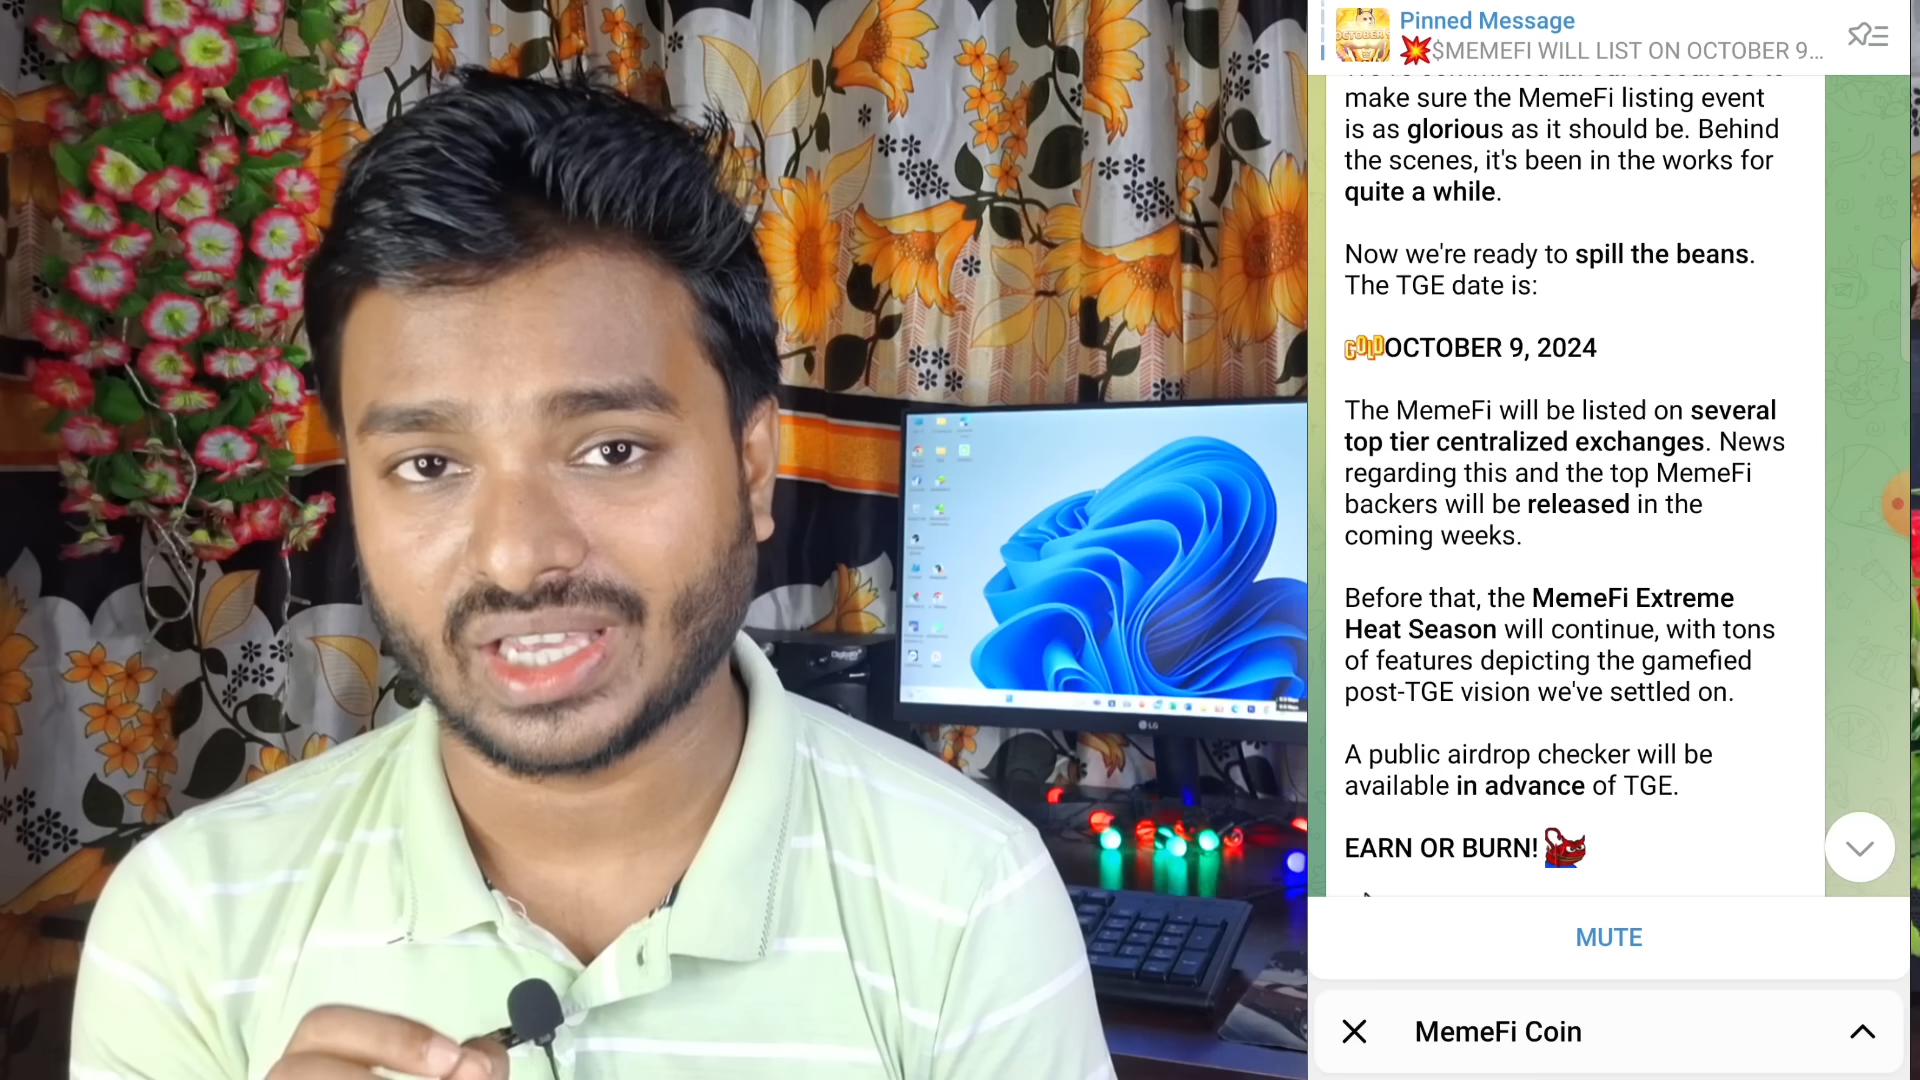 Pinned Message
💥$MEMEFI WILL LIST ON OCTOBER 9...
make sure the MemeFi listing event
is as glorious as it should be. Behind
the scenes, it's been in the works for
quite a while.
Now we're ready to spill the beans.
The TGE date is:
GOLD OCTOBER 9, 2024
The MemeFi will be listed on several
top tier centralized exchanges. News
regarding this and the top MemeFi
backers will be released in the
coming weeks.
Before that, the MemeFi Extreme
Heat Season will continue, with tons
of features depicting the gamefied
post-TGE vision we've settled on.
A public airdrop checker will be
available in advance of TGE.
EARN OR BURN!
MUTE
MemeFi Coin
OCTOBER 9
LG